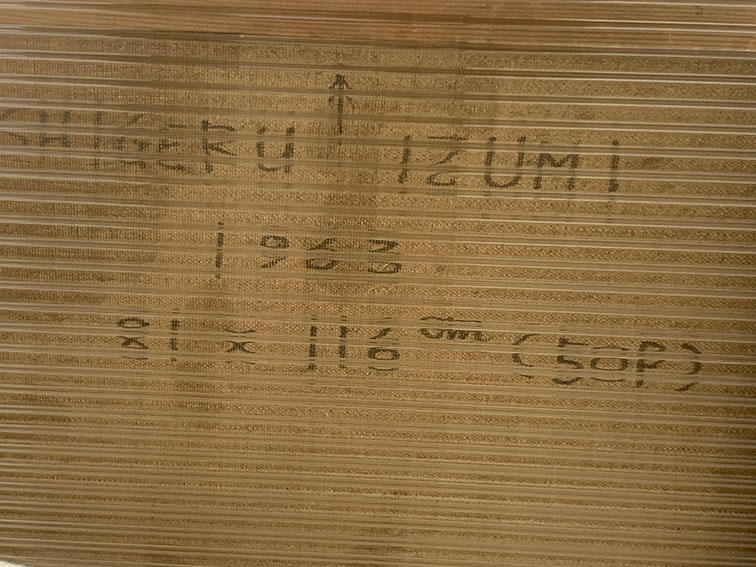 ↑
SHIGERU IZUMI
1963
81 x 116 cm (50P)